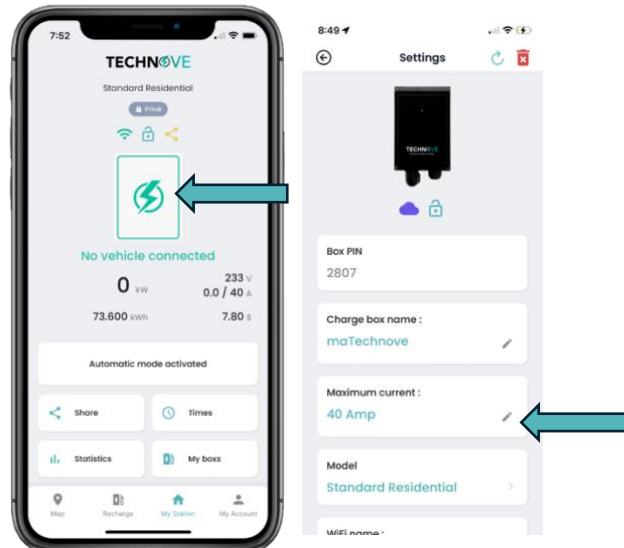 7:52
TECHNOVE
Standard Residential
Privé
No vehicle connected
0 kW
233 V
0.0 / 40 A
73.600 kWh
7.80 $
Automatic mode activated
Share
Times
Statistics
My boxs
Map
Recharge
My Station
My Account
8:49
Settings
TECHNOVE
Box PIN
2807
Charge box name :
maTechnove
Maximum current :
40 Amp
Model
Standard Residential
WiFi name :